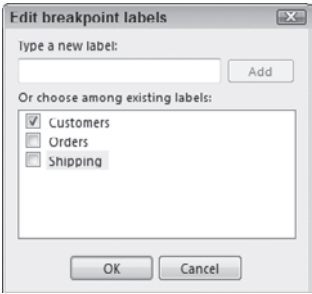 Edit breakpoint labels
Type a new label:
Add
Or choose among existing labels:
Customers
Orders
Shipping
OK
Cancel